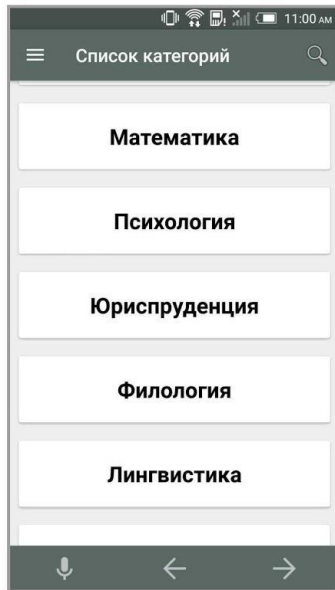 11:00 AM
Список категорий
Математика
Психология
Юриспруденция
Филология
Лингвистика